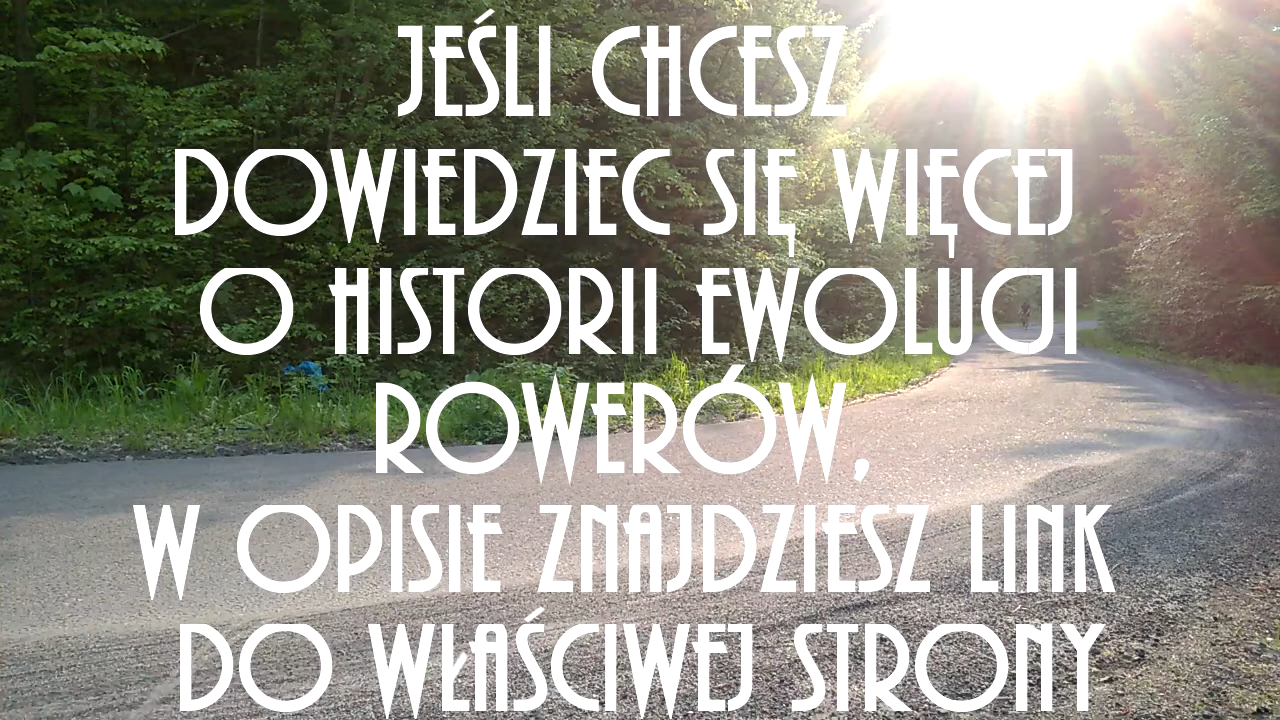 JEŚLI CHCESZ
DOWIEDZIEC SIĘ WIĘCEJ
O HISTORII EWOLUCJI
ROWERÓW,
W OPISIE ZNAJDZIESZ LINK
DO WŁAŚCIWEJ STRONY